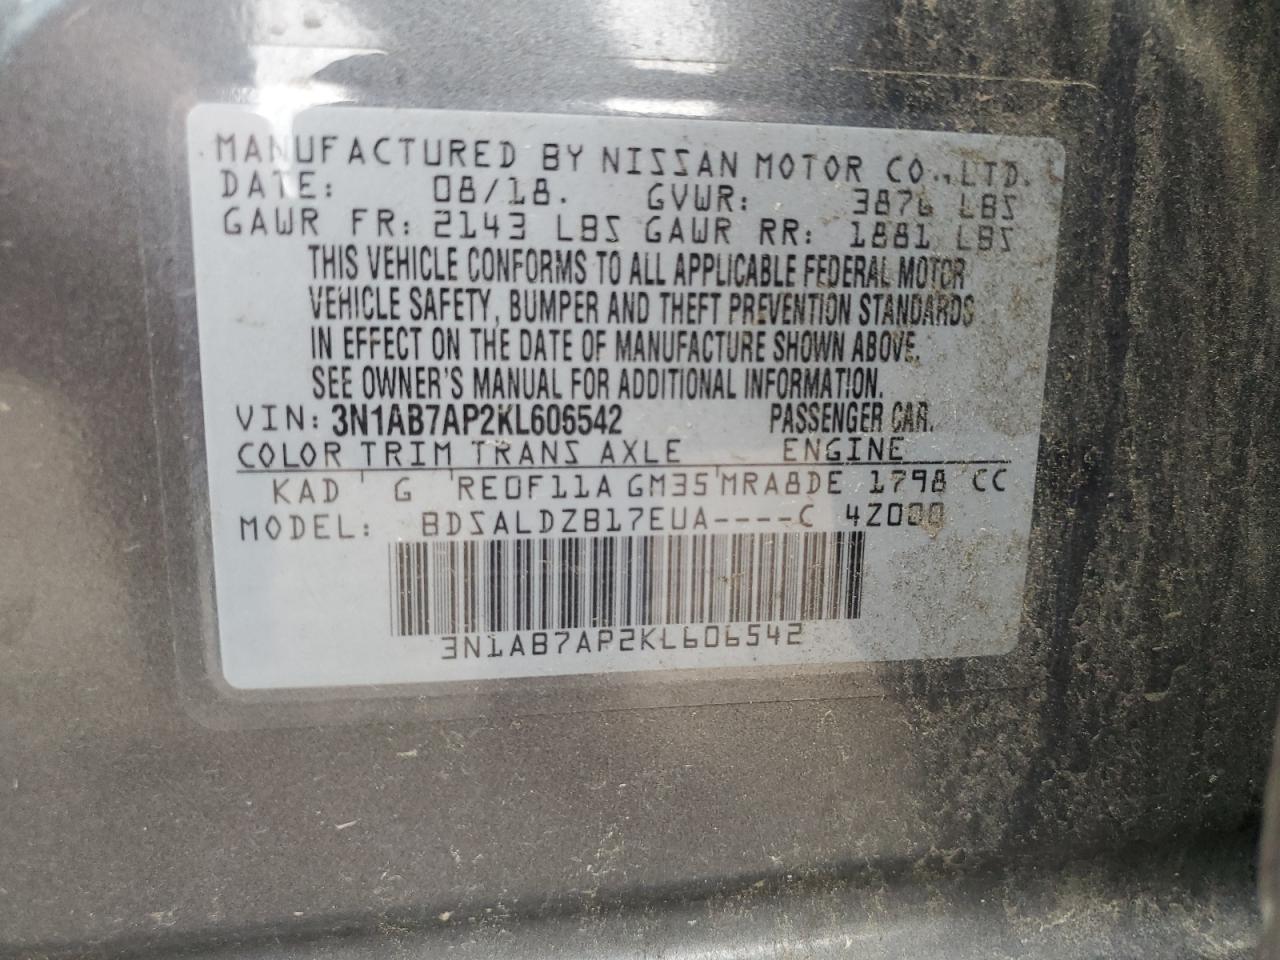 MANUFACTURED BY NISSAN MOTOR CO., LTD.
DATE: 08/18. GVWR: 3876 LBS
GAWR FR: 2143 LBS GAWR RR: 1881 LBS
THIS VEHICLE CONFORMS TO ALL APPLICABLE FEDERAL MOTOR
VEHICLE SAFETY, BUMPER AND THEFT PREVENTION STANDARDS
IN EFFECT ON THE DATE OF MANUFACTURE SHOWN ABOVE.
SEE OWNER'S MANUAL FOR ADDITIONAL INFORMATION.
VIN: 3N1AB7AP2KL606542 PASSENGER CAR.
COLOR TRIM TRANS AXLE ENGINE
KAD G RE0F11A GM35 MRA8DE 1798 CC
MODEL: BDSALDZB17EUA----C 4Z000
3N1AB7AP2KL606542